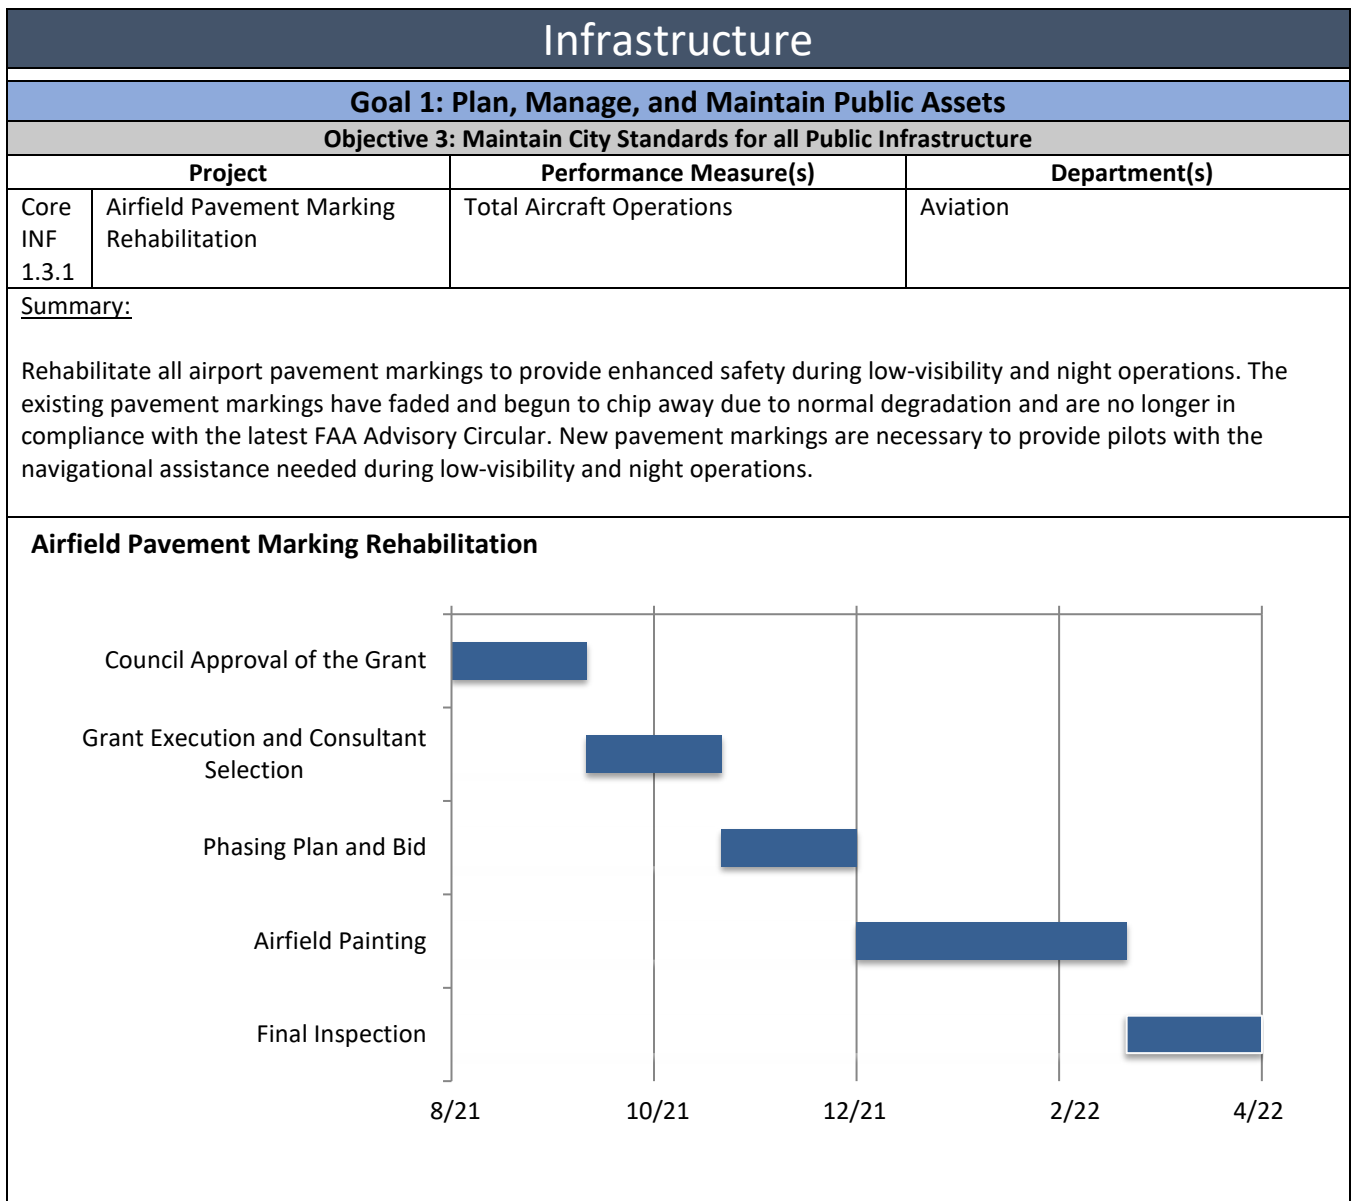 Infrastructure
Goal 1: Plan, Manage, and Maintain Public Assets
Objective 3: Maintain City Standards for all Public Infrastructure
Project Performance Measure(s) Department(s)
Core Airfield Pavement Marking Total Aircraft Operations Aviation
INF Rehabilitation
1.3.1
Summary:
Rehabilitate all airport pavement markings to provide enhanced safety during low-visibility and night operations. The
existing pavement markings have faded and begun to chip away due to normal degradation and are no longer in
compliance with the latest FAA Advisory Circular. New pavement markings are necessary to provide pilots with the
navigational assistance needed during low-visibility and night operations.
Airfield Pavement Marking Rehabilitation
Council Approval of the Grant
Grant Execution and Consultant
Selection
Phasing Plan and Bid
Airfield Painting
Final Inspection
8/21 10/21 12/21 2/22 4/22